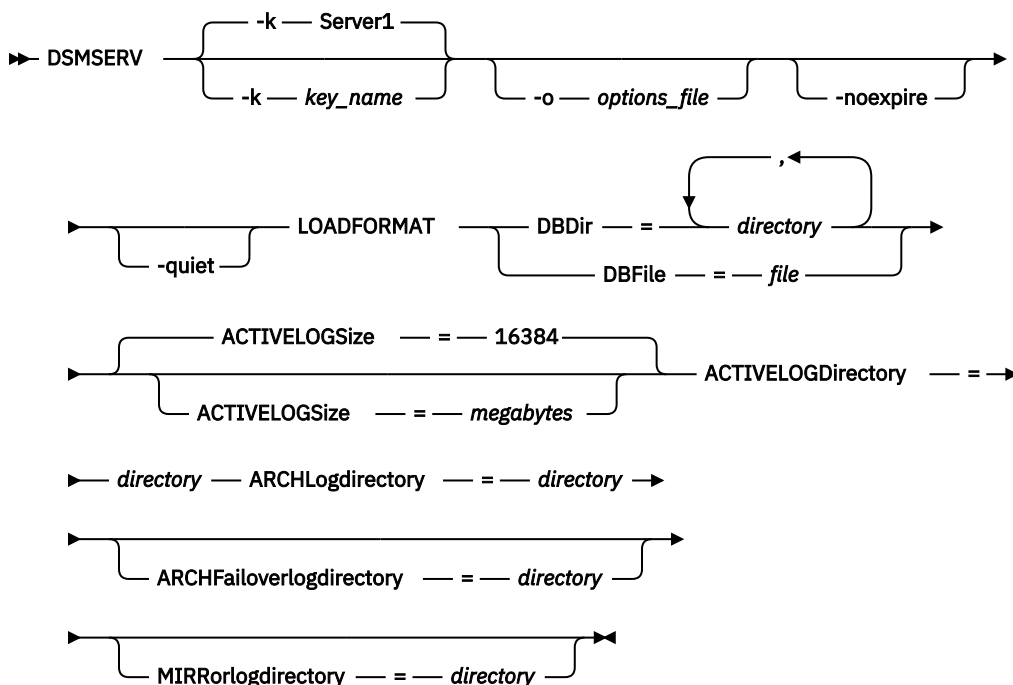 -k Server1
DSMSERV
-k key_name
-o options_file
-noexpire
,
LOADFORMAT DBDir = directory
-quiet
DBFile = file
ACTIVELOGSize = 16384
ACTIVELOGDirectory =
ACTIVELOGSize = megabytes
directory ARCHLogdirectory = directory
ARCHFailoverlogdirectory = directory
MIRRorlogdirectory = directory